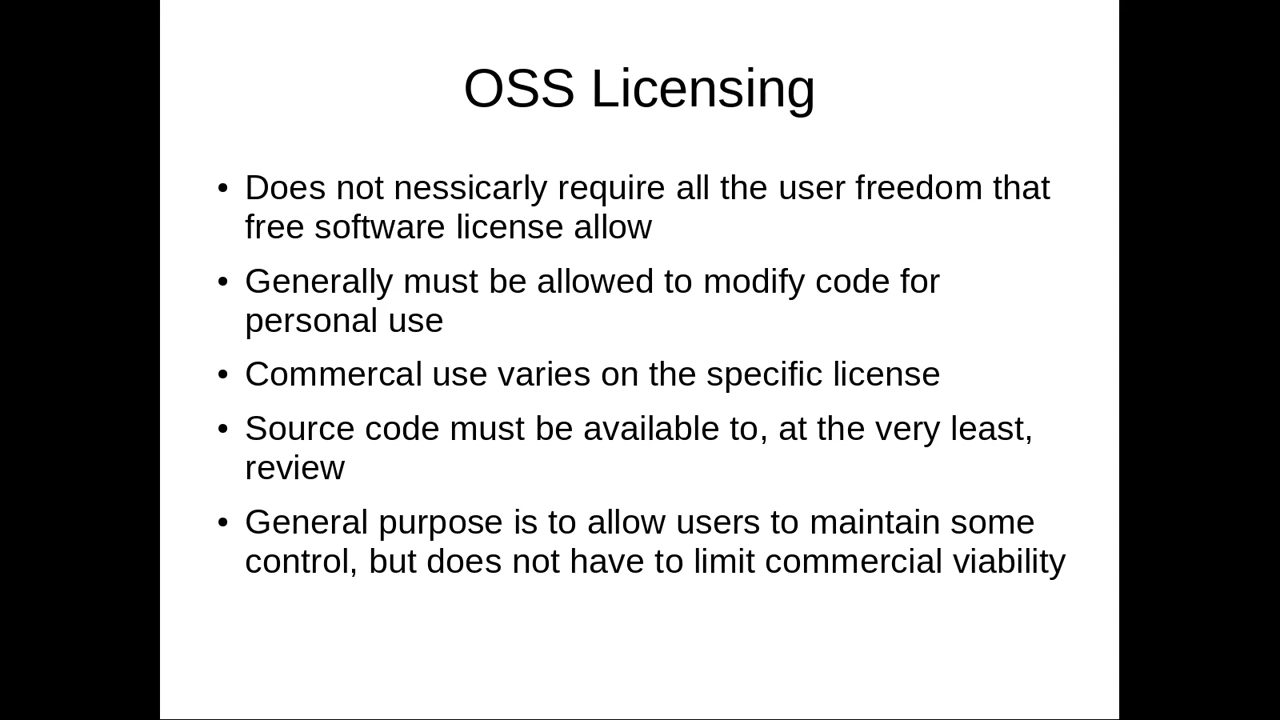 OSS Licensing
• Does not nessicarly require all the user freedom that
free software license allow
• Generally must be allowed to modify code for
personal use
• Commercal use varies on the specific license
• Source code must be available to, at the very least,
review
• General purpose is to allow users to maintain some
control, but does not have to limit commercial viability